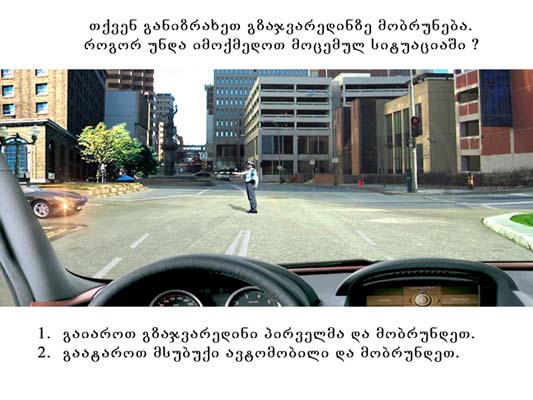 თქვენ განიზრახეთ გზაჯვარედინზე მობრუნება.
როგორ უნდა იმოქმედოთ მოცემულ სიტუაციაში ?
1. გაიაროთ გზაჯვარედინი პირველმა და მობრუნდეთ.
2. გაატაროთ მსუბუქი ავტომობილი და მობრუნდეთ.